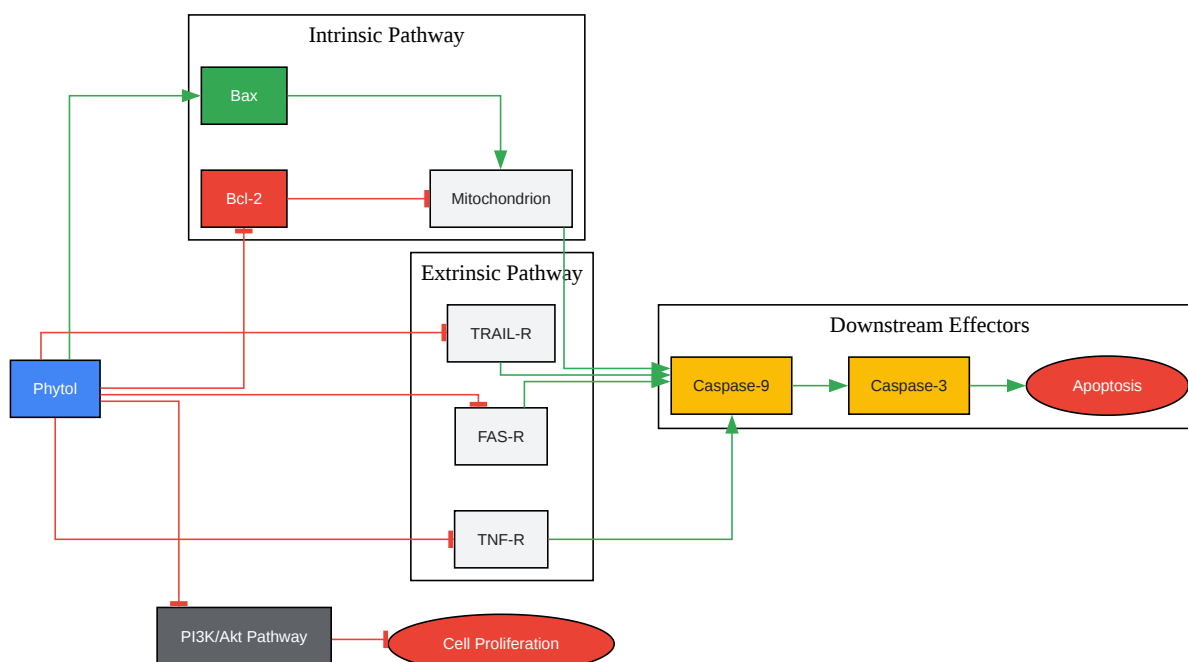 Intrinsic Pathway
Bax
Bcl-2
Mitochondrion
Extrinsic Pathway
TRAIL-R
Downstream Effectors
Phytol
Caspase-9
Caspase-3
Apoptosis
FAS-R
TNF-R
PI3K/Akt Pathway
Cell Proliferation